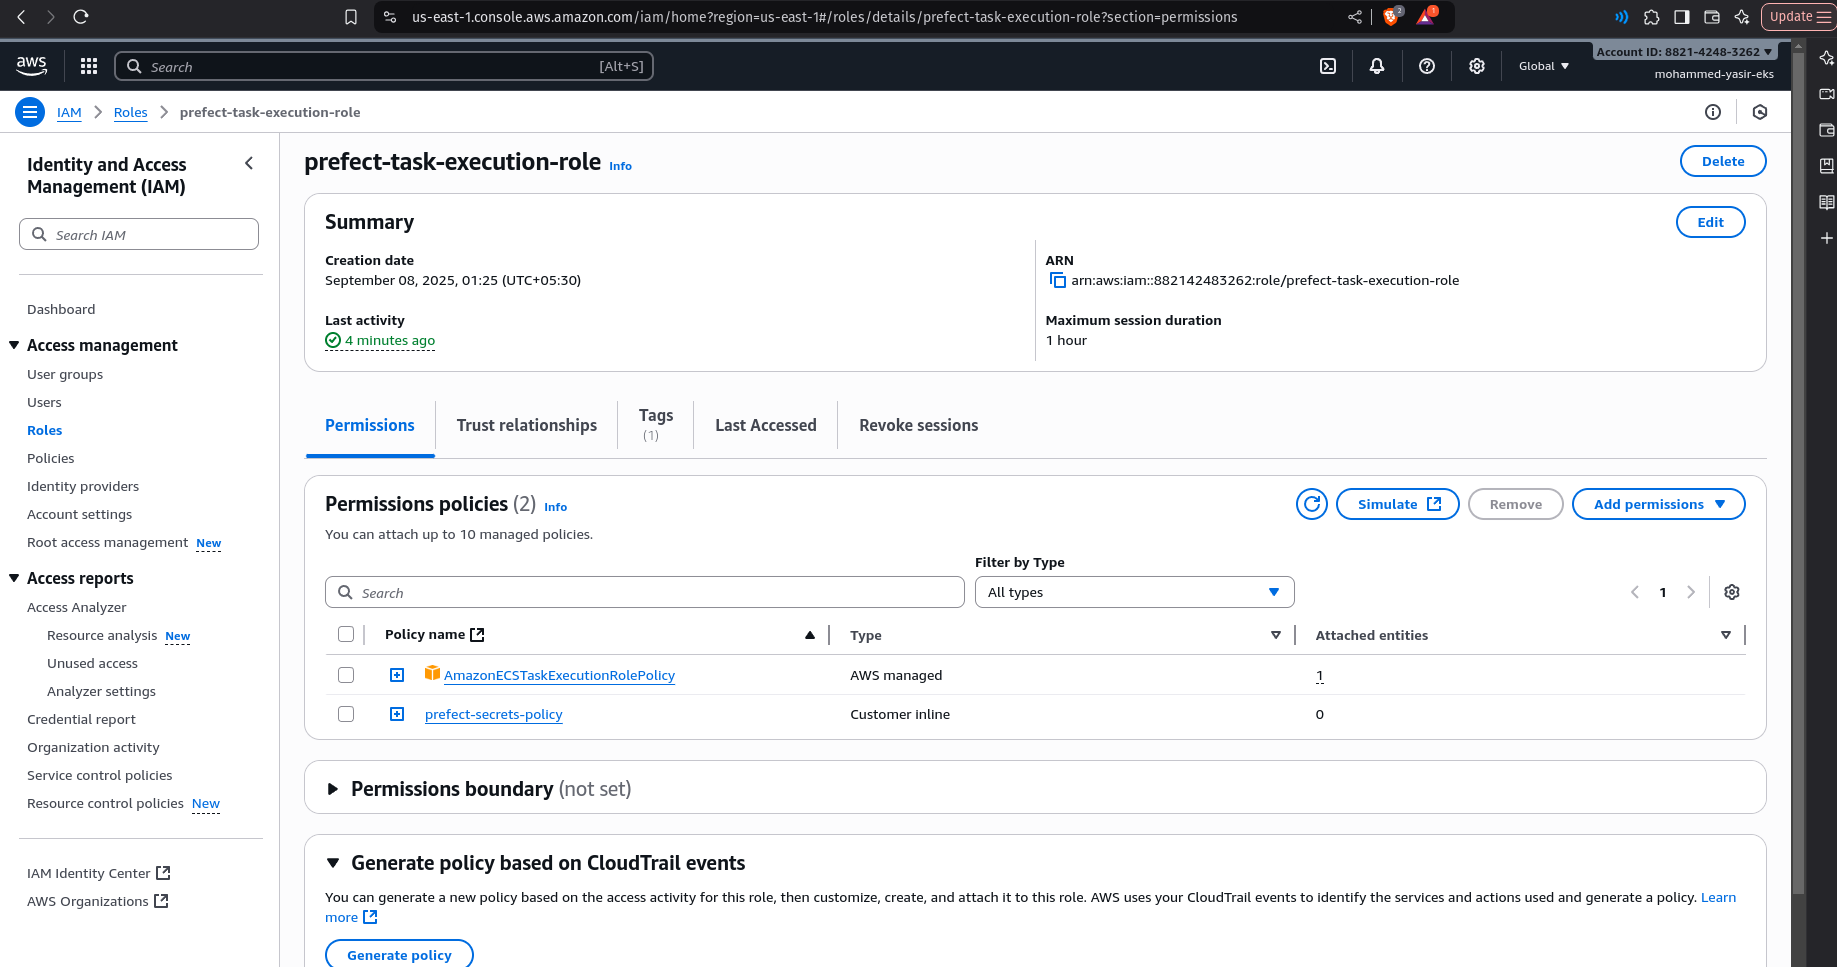 us-east-1.console.aws.amazon.com/iam/home?region=us-east-1#/roles/details/prefect-task-execution-role?section=permissions
2
1
Update
aws
Search
[Alt+S]
Global
Account ID: 8821-4248-3262
mohammed-yasir-eks
IAM
Roles
prefect-task-execution-role
Identity and Access
Management (IAM)
Search IAM
Dashboard
Access management
User groups
Users
Roles
Policies
Identity providers
Account settings
Root access management New
Access reports
Access Analyzer
Resource analysis New
Unused access
Analyzer settings
Credential report
Organization activity
Service control policies
Resource control policies New
IAM Identity Center
AWS Organizations
prefect-task-execution-role Info
Delete
Summary
Edit
Creation date
September 08, 2025, 01:25 (UTC+05:30)
ARN
arn:aws:iam::882142483262:role/prefect-task-execution-role
Last activity
4 minutes ago
Maximum session duration
1 hour
Permissions
Trust relationships
Tags
(1)
Last Accessed
Revoke sessions
Permissions policies (2) Info
Simulate
Remove
Add permissions
You can attach up to 10 managed policies.
Filter by Type
Search
All types
1
Policy name
Type
Attached entities
AmazonECSTaskExecutionRolePolicy
AWS managed
1
prefect-secrets-policy
Customer inline
0
Permissions boundary (not set)
Generate policy based on CloudTrail events
You can generate a new policy based on the access activity for this role, then customize, create, and attach it to this role. AWS uses your CloudTrail events to identify the services and actions used and generate a policy. Learn
more
Generate policy